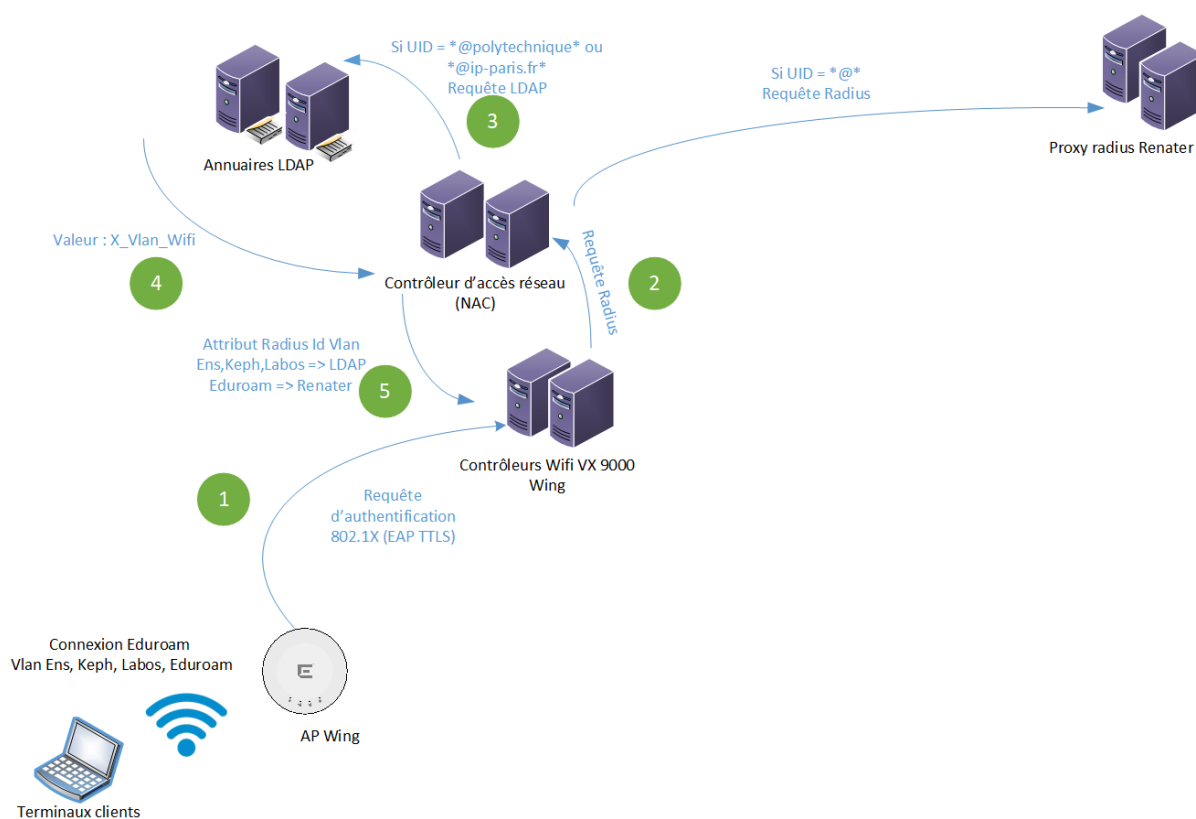 Si UID = *@polytechnique* ou
*@ip-paris.fr*
Requête LDAP
3
Si UID = *@*
Requête Radius
Annuaires LDAP
Proxy radius Renater
Valeur : X_Vlan_Wifi
4
Contrôleur d'accès réseau
(NAC)
Requête Radius
2
Attribut Radius Id Vlan
Ens,Keph,Labos => LDAP
Eduroam => Renater
5
Contrôleurs Wifi VX 9000
Wing
1
Requête
d'authentification
802.1X (EAP TTLS)
Connexion Eduroam
Vlan Ens, Keph, Labos, Eduroam
E
AP Wing
Terminaux clients